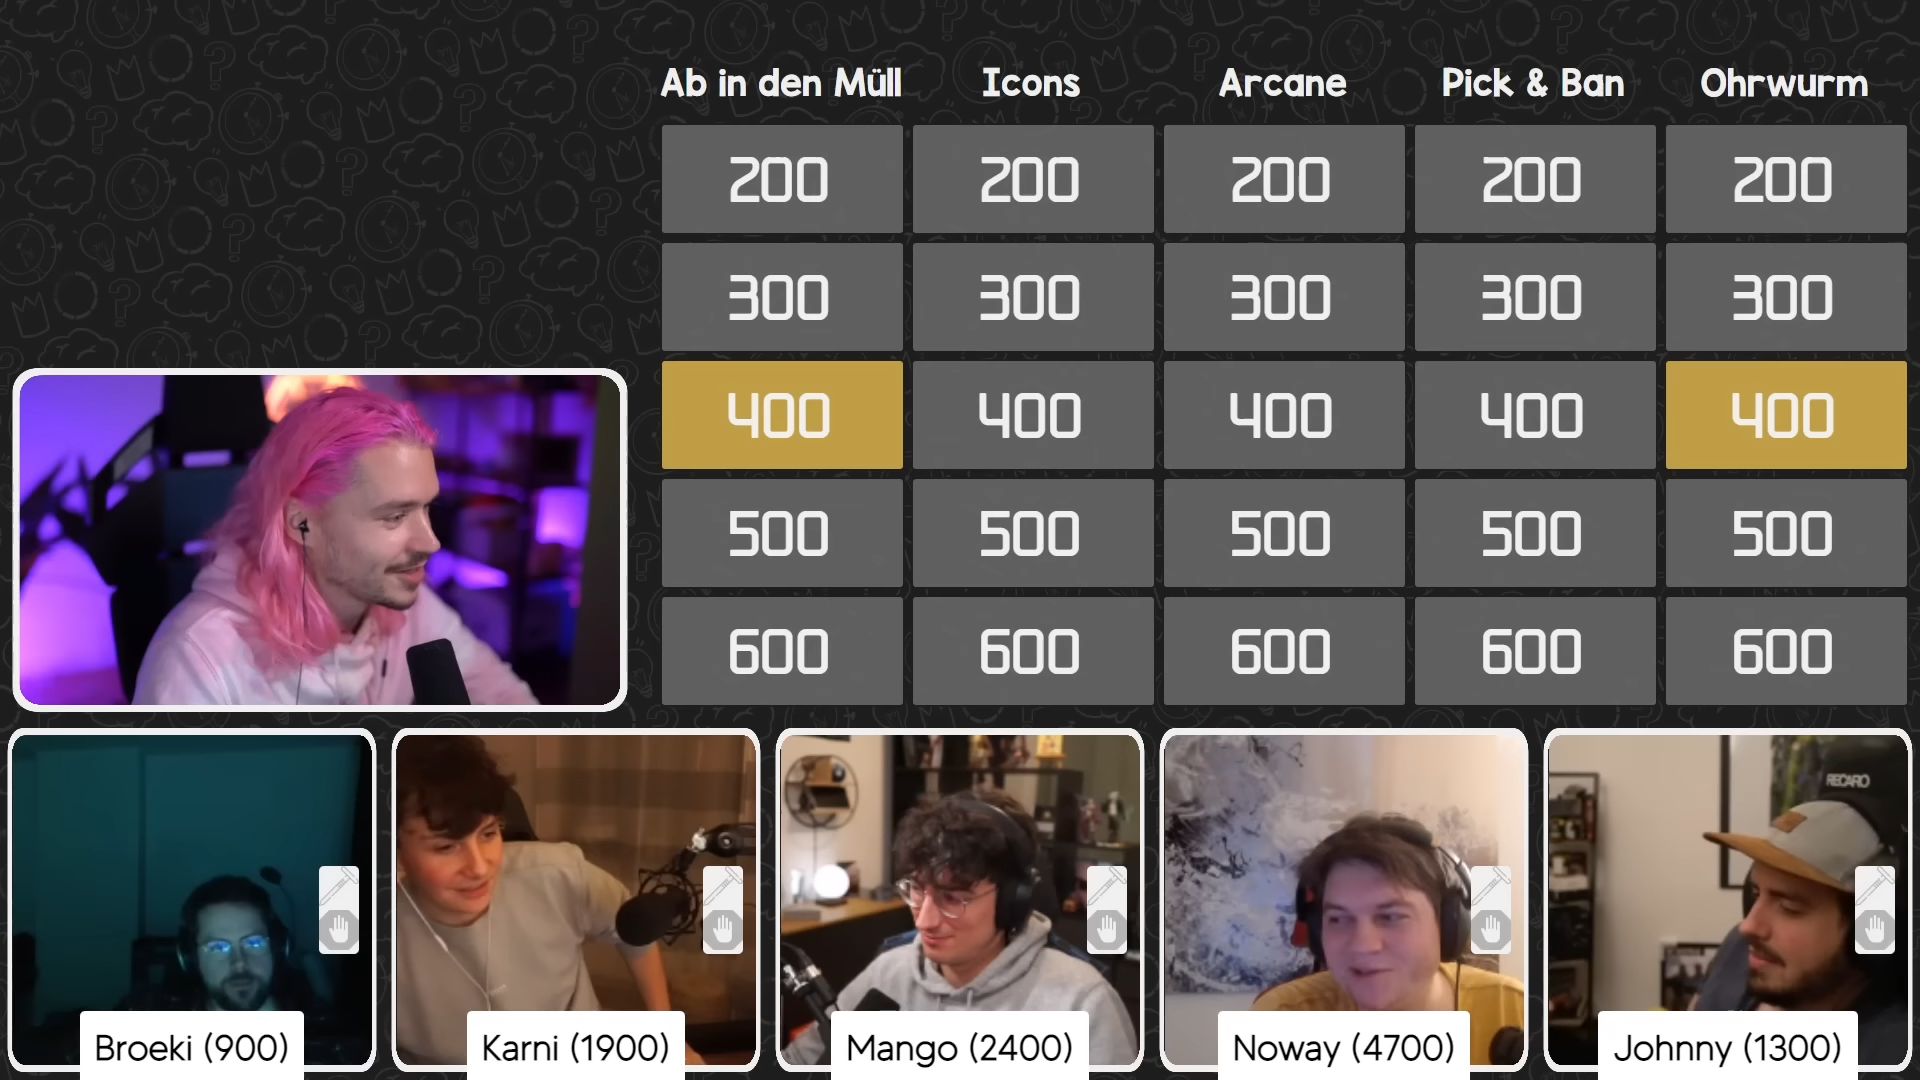 Ab in den Müll Icons Arcane Pick & Ban Ohrwurm
200 200 200 200 200
300 300 300 300 300
400 400 400 400 400
500 500 500 500 500
600 600 600 600 600
RECARO
Broeki (900) Karni (1900) Mango (2400) Noway (4700) Johnny (1300)